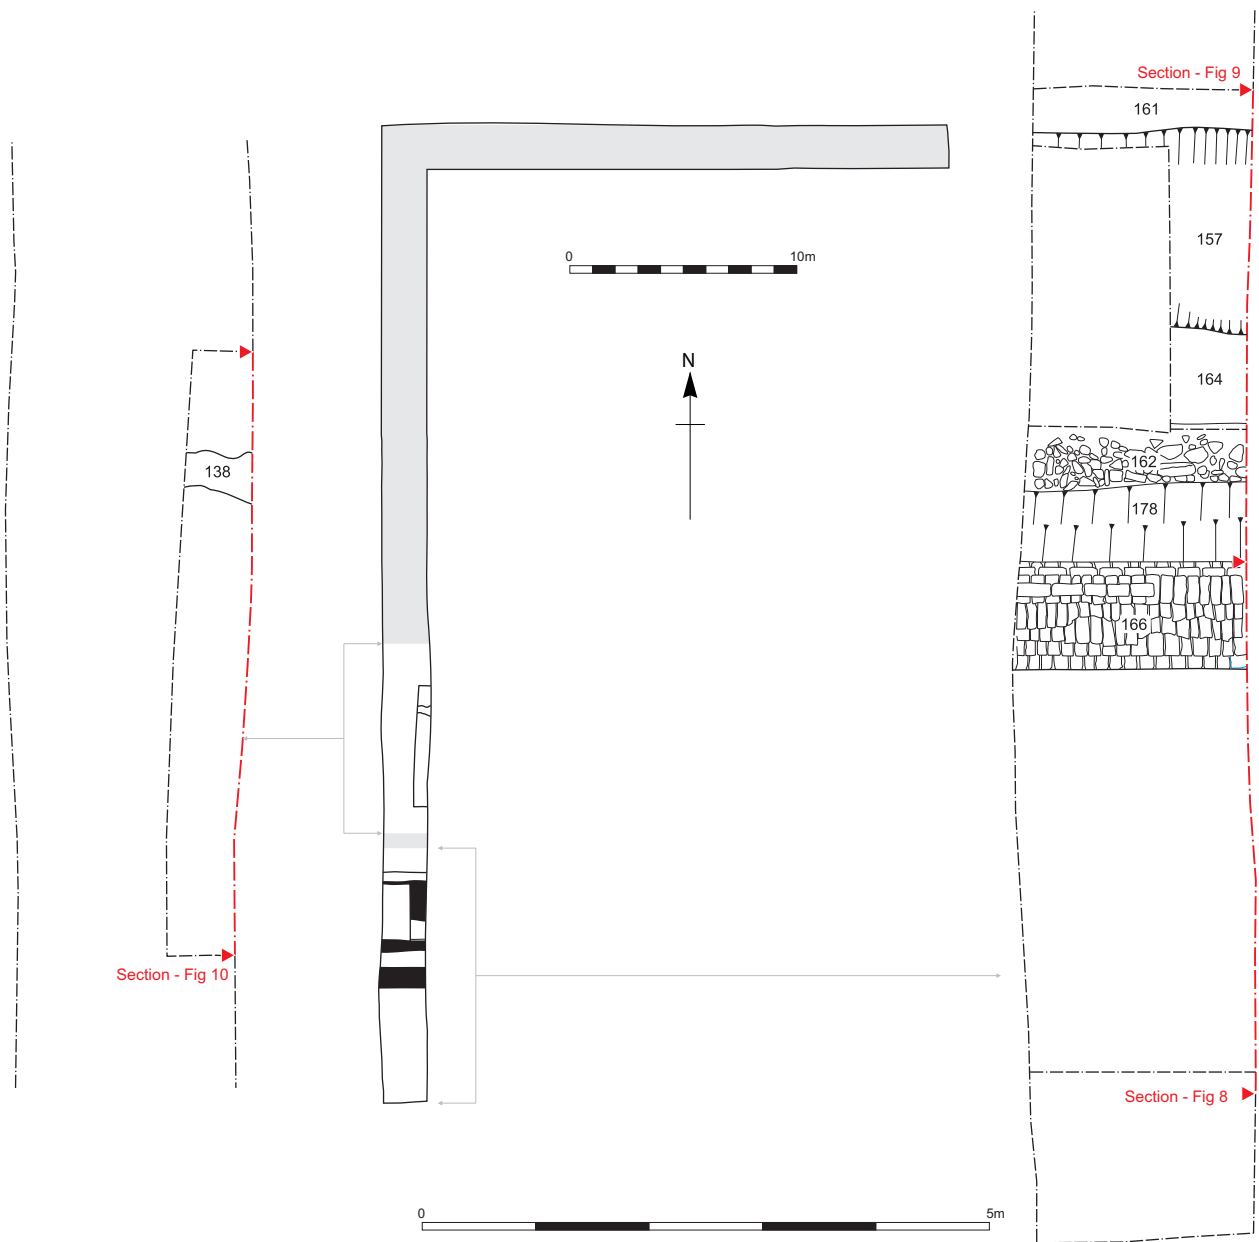 Section - Fig 9
161
0 10m
157
N
164
138
162
178
166
Section - Fig 10
Section - Fig 8
0 5m